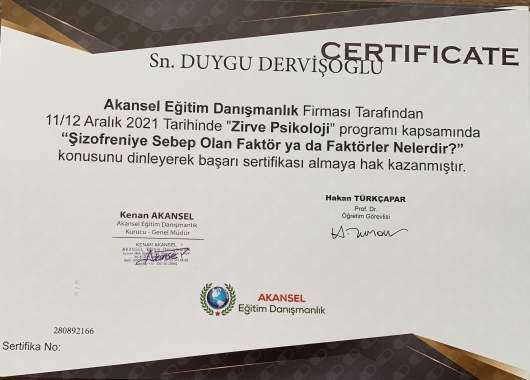 CERTIFICATE
Sn. DUYGU DERVİŞOĞLU
Akansel Eğitim Danışmanlık Firması Tarafından
11/12 Aralık 2021 Tarihinde "Zirve Psikoloji" programı kapsamında
"Şizofreniye Sebep Olan Faktör ya da Faktörler Nelerdir?"
konusunu dinleyerek başarı sertifikası almaya hak kazanmıştır.
Hakan TÜRKÇAPAR
Prof. Dr.
Öğretim Görevlisi
Kenan AKANSEL
Akansel Eğitim Danışmanlık
Kurucu - Genel Müdür
KENAN AKANSEL
AKANSEL
Eğitim Danışmanlık
280892166
Sertifika No: